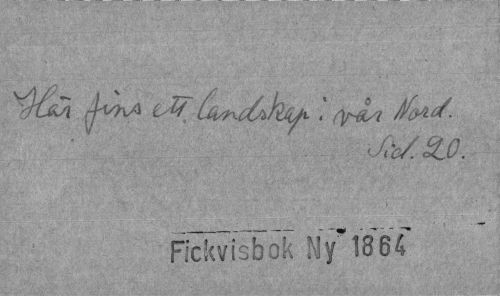 Här fins ett landskap i vår Nord.
Sid. 20.
Fickvisbok Ny 1864